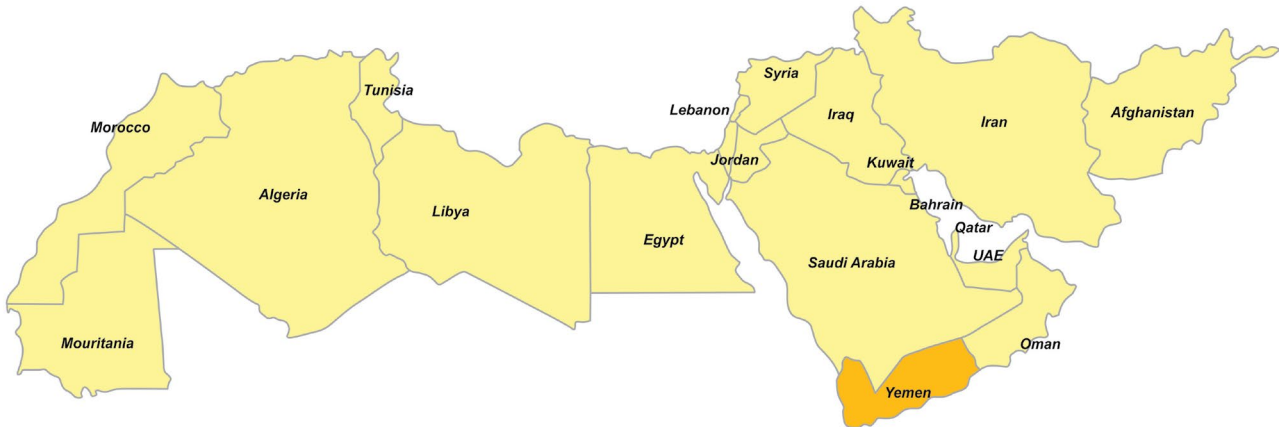 Syria
Tunisia
Lebanon
Morocco
Iraq
Iran
Afghanistan
Jordan
Kuwait
Algeria
Bahrain
Libya
Qatar
Egypt
UAE
Saudi Arabia
Mouritania
Oman
Yemen